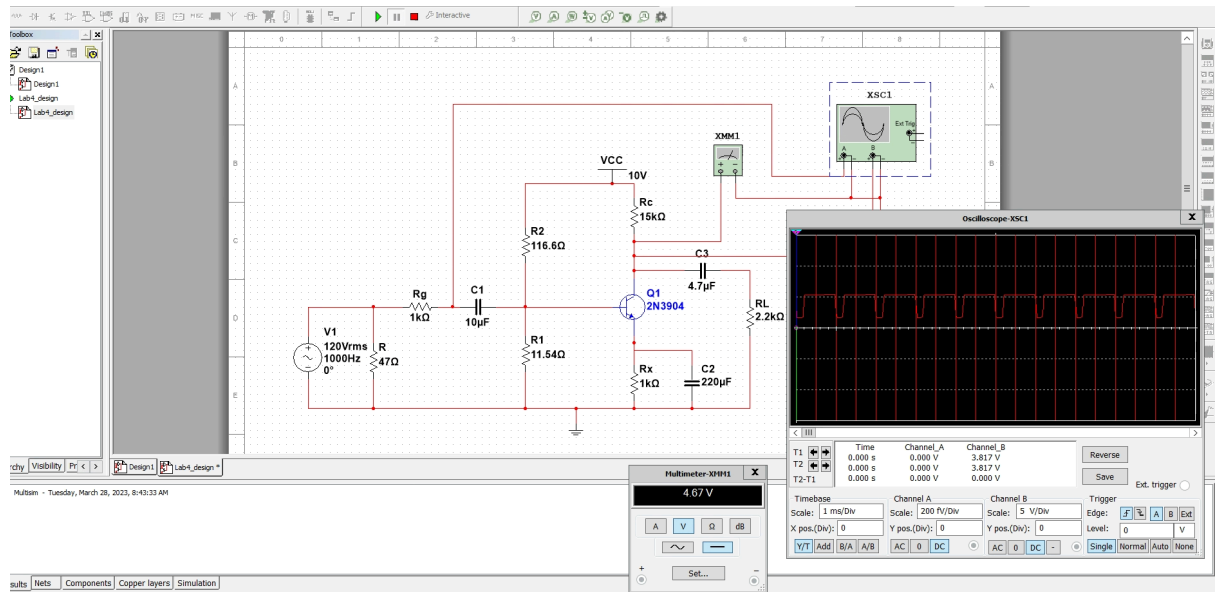 MISC
Interactive
Toolbox
Design1
Design1
Lab4_design
Lab4_design
0 1 2 3 4 5 6 7 8
A
B
C
D
E
A
B
C
D
XSC1
Ext Trig
A
B
XMM1
VCC
10V
Rc
15kΩ
R2
116.6Ω
C3
4.7µF
Rg
1kΩ
C1
10µF
Q1
2N3904
RL
2.2kΩ
V1
120Vrms
1000Hz
0°
R
47Ω
R1
11.54Ω
Rx
1kΩ
C2
220µF
Oscilloscope-XSC1 X
Time Channel_A Channel_B
T1 0.000 s 0.000 V 3.817 V
T2 0.000 s 0.000 V 3.817 V
T2-T1 0.000 s 0.000 V 0.000 V
Reverse
Save
Ext. trigger
Timebase
Scale: 1 ms/Div
X pos.(Div): 0
Y/T Add B/A A/B
Channel A
Scale: 200 fV/Div
Y pos.(Div): 0
AC 0 DC
Channel B
Scale: 5 V/Div
Y pos.(Div): 0
AC 0 DC -
Trigger
Edge: A B Ext
Level: 0 V
Single Normal Auto None
rchy Visibility Pr
Design1 Lab4_design *
Multisim - Tuesday, March 28, 2023, 8:43:33 AM
Multimeter-XMM1 X
4.67 V
A V Ω dB
+ Set... -
sults Nets Components Copper layers Simulation